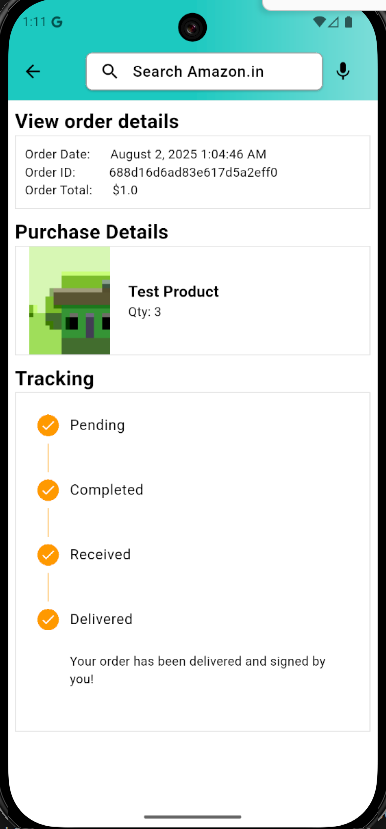 1:11 G
Search Amazon.in
View order details
Order Date: August 2, 2025 1:04:46 AM
Order ID: 688d16d6ad83e617d5a2eff0
Order Total: $1.0
Purchase Details
Test Product
Qty: 3
Tracking
Pending
Completed
Received
Delivered
Your order has been delivered and signed by
you!